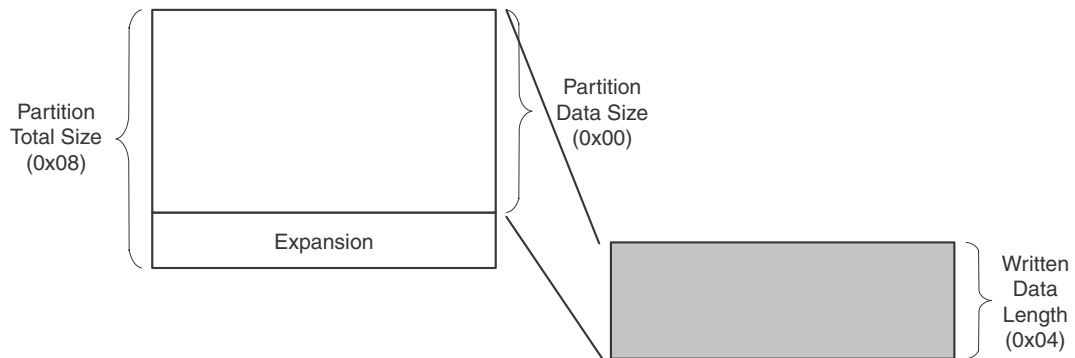 Partition
Total Size
(0x08)
Partition
Data Size
(0x00)
Expansion
Written
Data
Length
(0x04)